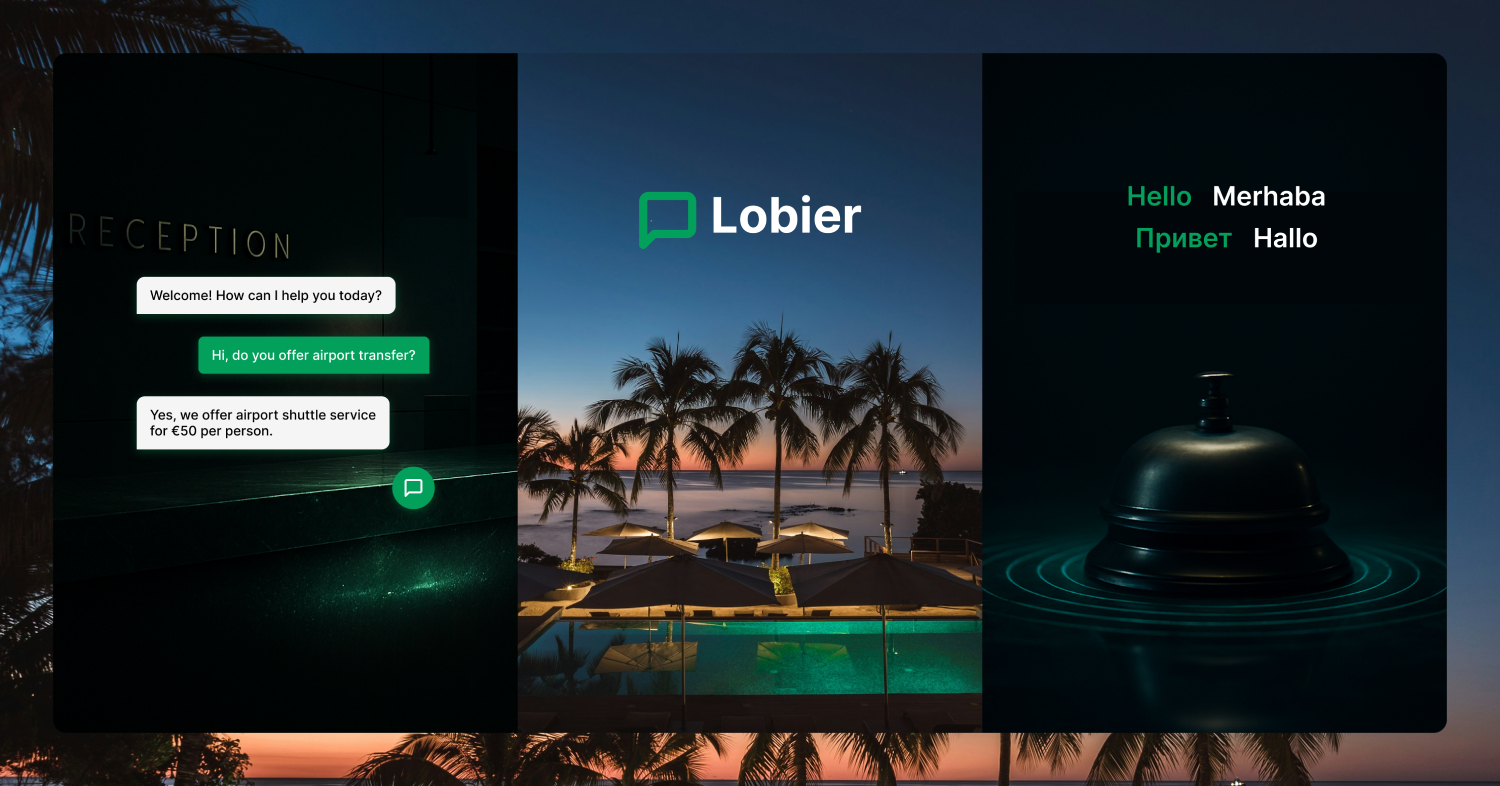 RECEPTION
Welcome! How can I help you today?
Hi, do you offer airport transfer?
Yes, we offer airport shuttle service
for €50 per person.
Lobier
Hello Merhaba
Привет Hallo